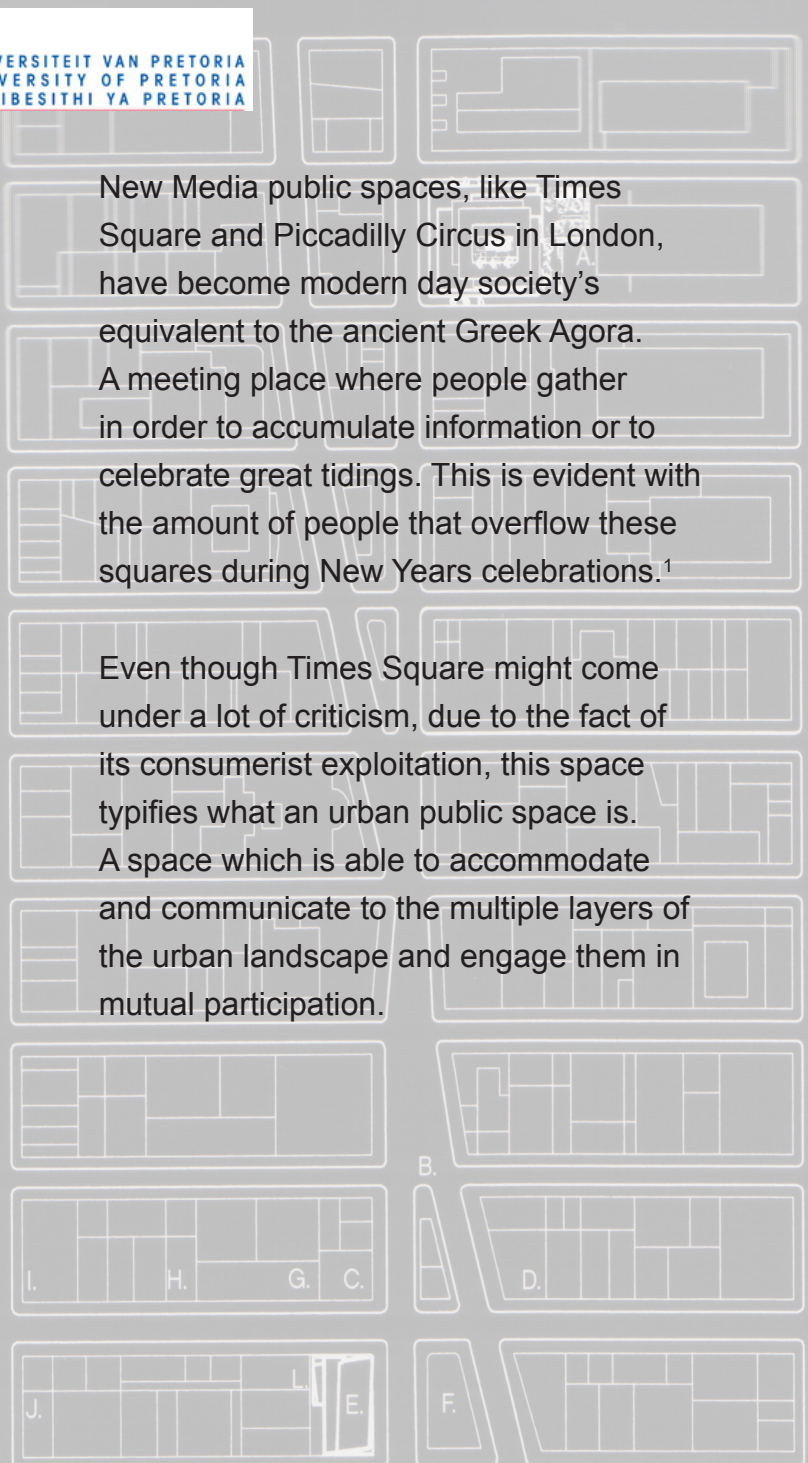 VERSITEIT VAN PRETORIA
VERSITY OF PRETORIA
IBESITHI YA PRETORIA
New Media public spaces, like Times
Square and Piccadilly Circus in London,
have become modern day society’s
equivalent to the ancient Greek Agora.
A meeting place where people gather
in order to accumulate information or to
celebrate great tidings. This is evident with
the amount of people that overflow these
squares during New Years celebrations.¹
Even though Times Square might come
under a lot of criticism, due to the fact of
its consumerist exploitation, this space
typifies what an urban public space is.
A space which is able to accommodate
and communicate to the multiple layers of
the urban landscape and engage them in
mutual participation.
A.
B.
I. H. G. C. D.
J. L. E. F.